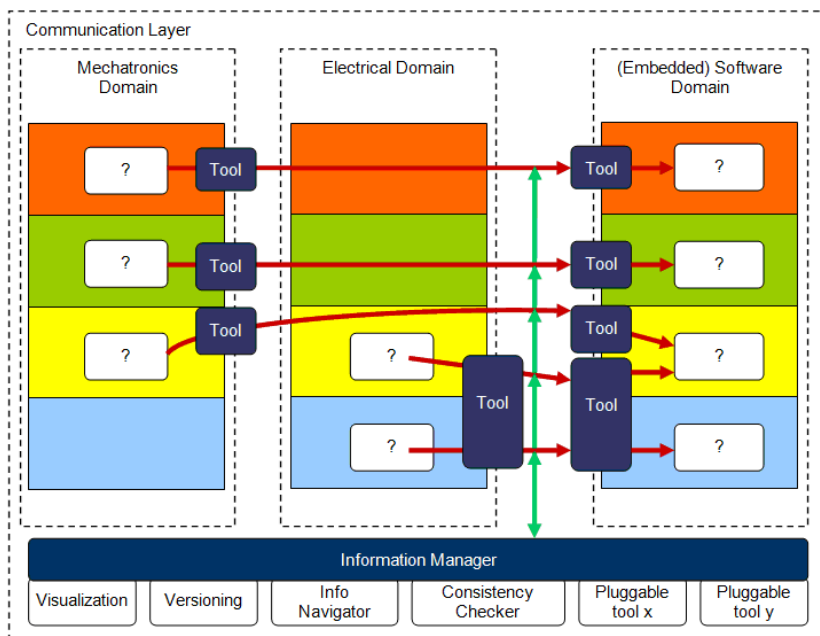 Communication Layer
Mechatronics
Domain
Electrical Domain
(Embedded) Software
Domain
?
Tool
Tool
?
?
Tool
Tool
?
?
Tool
Tool
?
?
Tool
Tool
?
?
?
Information Manager
Visualization
Versioning
Info
Navigator
Consistency
Checker
Pluggable
tool x
Pluggable
tool y